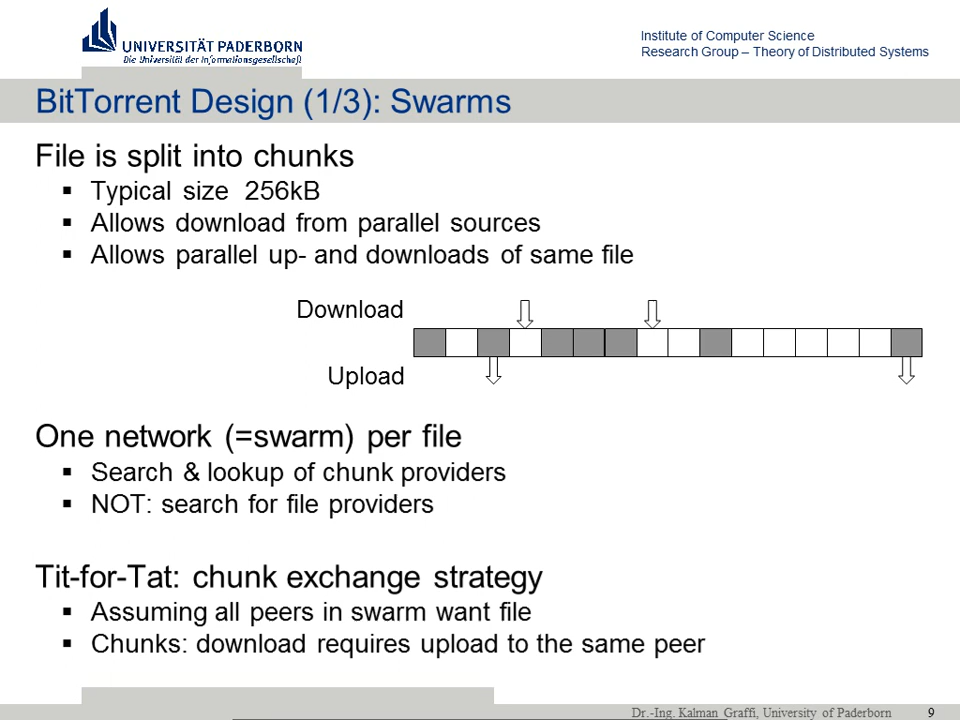 UNIVERSITÄT PADERBORN
Die Universität der Informationsgesellschaft
Institute of Computer Science
Research Group – Theory of Distributed Systems
BitTorrent Design (1/3): Swarms
File is split into chunks
▪ Typical size 256kB
▪ Allows download from parallel sources
▪ Allows parallel up- and downloads of same file
Download
Upload
One network (=swarm) per file
▪ Search & lookup of chunk providers
▪ NOT: search for file providers
Tit-for-Tat: chunk exchange strategy
▪ Assuming all peers in swarm want file
▪ Chunks: download requires upload to the same peer
Dr.-Ing. Kalman Graffi, University of Paderborn 9